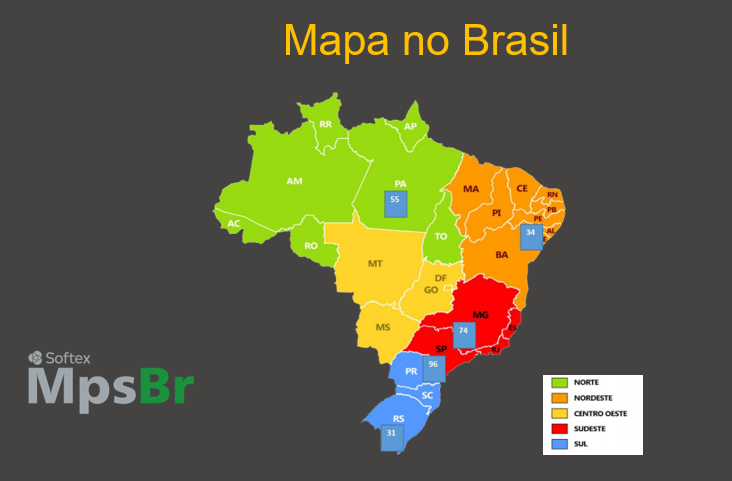 Mapa no Brasil
RR
AP
AM
PA
55
MA
CE
RN
PB
PI
PE
AL
AC
TO
34
RO
BA
MT
DF
GO
MG
ES
MS
74
SP
RJ
PR
96
SC
RS
31
Softex
MpsBr
NORTE
NORDESTE
CENTRO OESTE
SUDESTE
SUL